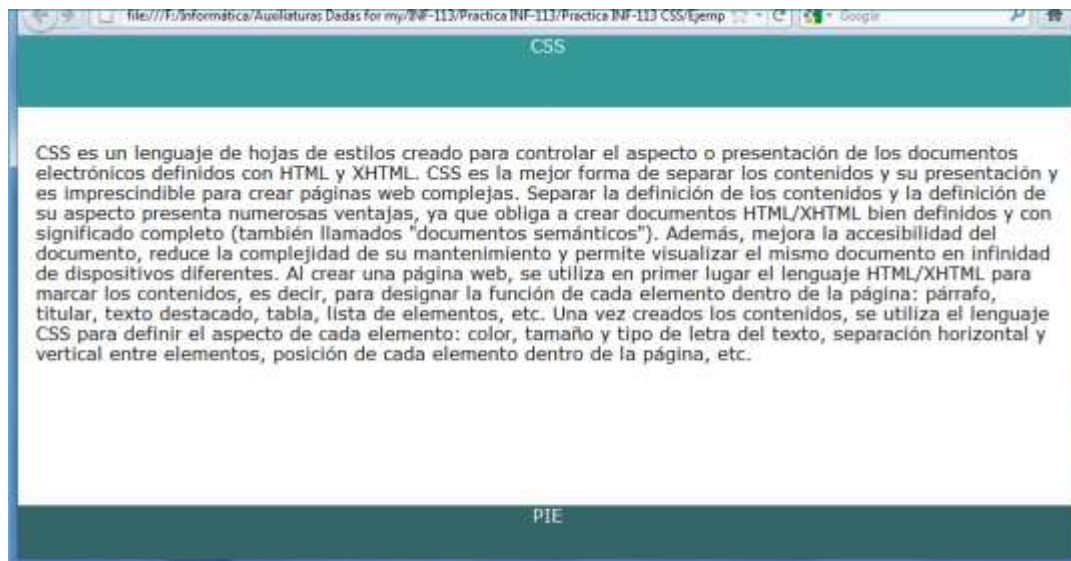 file:///F:/Informática/Auxiliaturas Dadas for my/INF-113/Practica INF-113/Practica INF-113 CSS/Ejemp
Google
CSS
CSS es un lenguaje de hojas de estilos creado para controlar el aspecto o presentación de los documentos
electrónicos definidos con HTML y XHTML. CSS es la mejor forma de separar los contenidos y su presentación y
es imprescindible para crear páginas web complejas. Separar la definición de los contenidos y la definición de
su aspecto presenta numerosas ventajas, ya que obliga a crear documentos HTML/XHTML bien definidos y con
significado completo (también llamados "documentos semánticos"). Además, mejora la accesibilidad del
documento, reduce la complejidad de su mantenimiento y permite visualizar el mismo documento en infinidad
de dispositivos diferentes. Al crear una página web, se utiliza en primer lugar el lenguaje HTML/XHTML para
marcar los contenidos, es decir, para designar la función de cada elemento dentro de la página: párrafo,
titular, texto destacado, tabla, lista de elementos, etc. Una vez creados los contenidos, se utiliza el lenguaje
CSS para definir el aspecto de cada elemento: color, tamaño y tipo de letra del texto, separación horizontal y
vertical entre elementos, posición de cada elemento dentro de la página, etc.
PIE